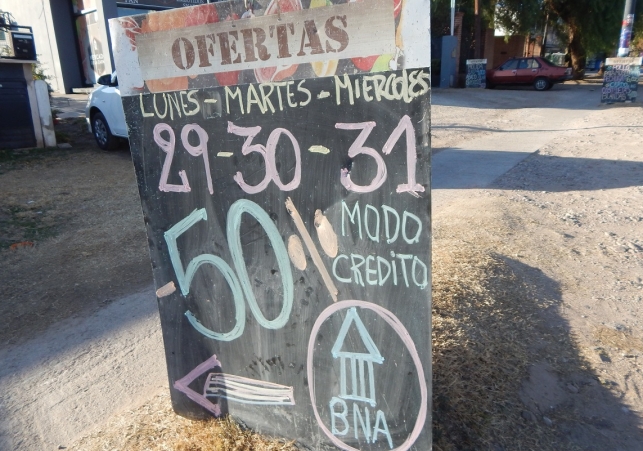 OFERTAS
LUNES - MARTES - MIERCOLES
29 - 30 - 31
50%
MODO
CREDITO
BNA